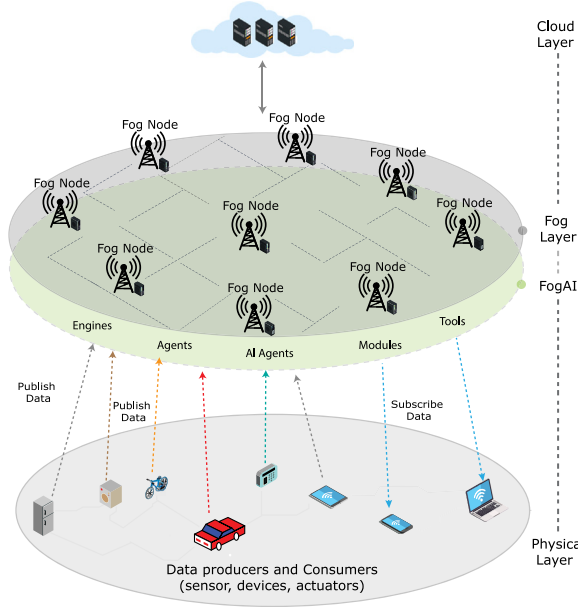 Cloud
Layer
Fog Node
Fog Node
Fog Node
Fog Node
Fog Node
Fog Node
Fog Node
Fog Node
Fog Node
Fog
Layer
FogAI
Engines
Agents
AI Agents
Modules
Tools
Publish
Data
Publish
Data
Subscribe
Data
Data producers and Consumers
(sensor, devices, actuators)
Physical
Layer